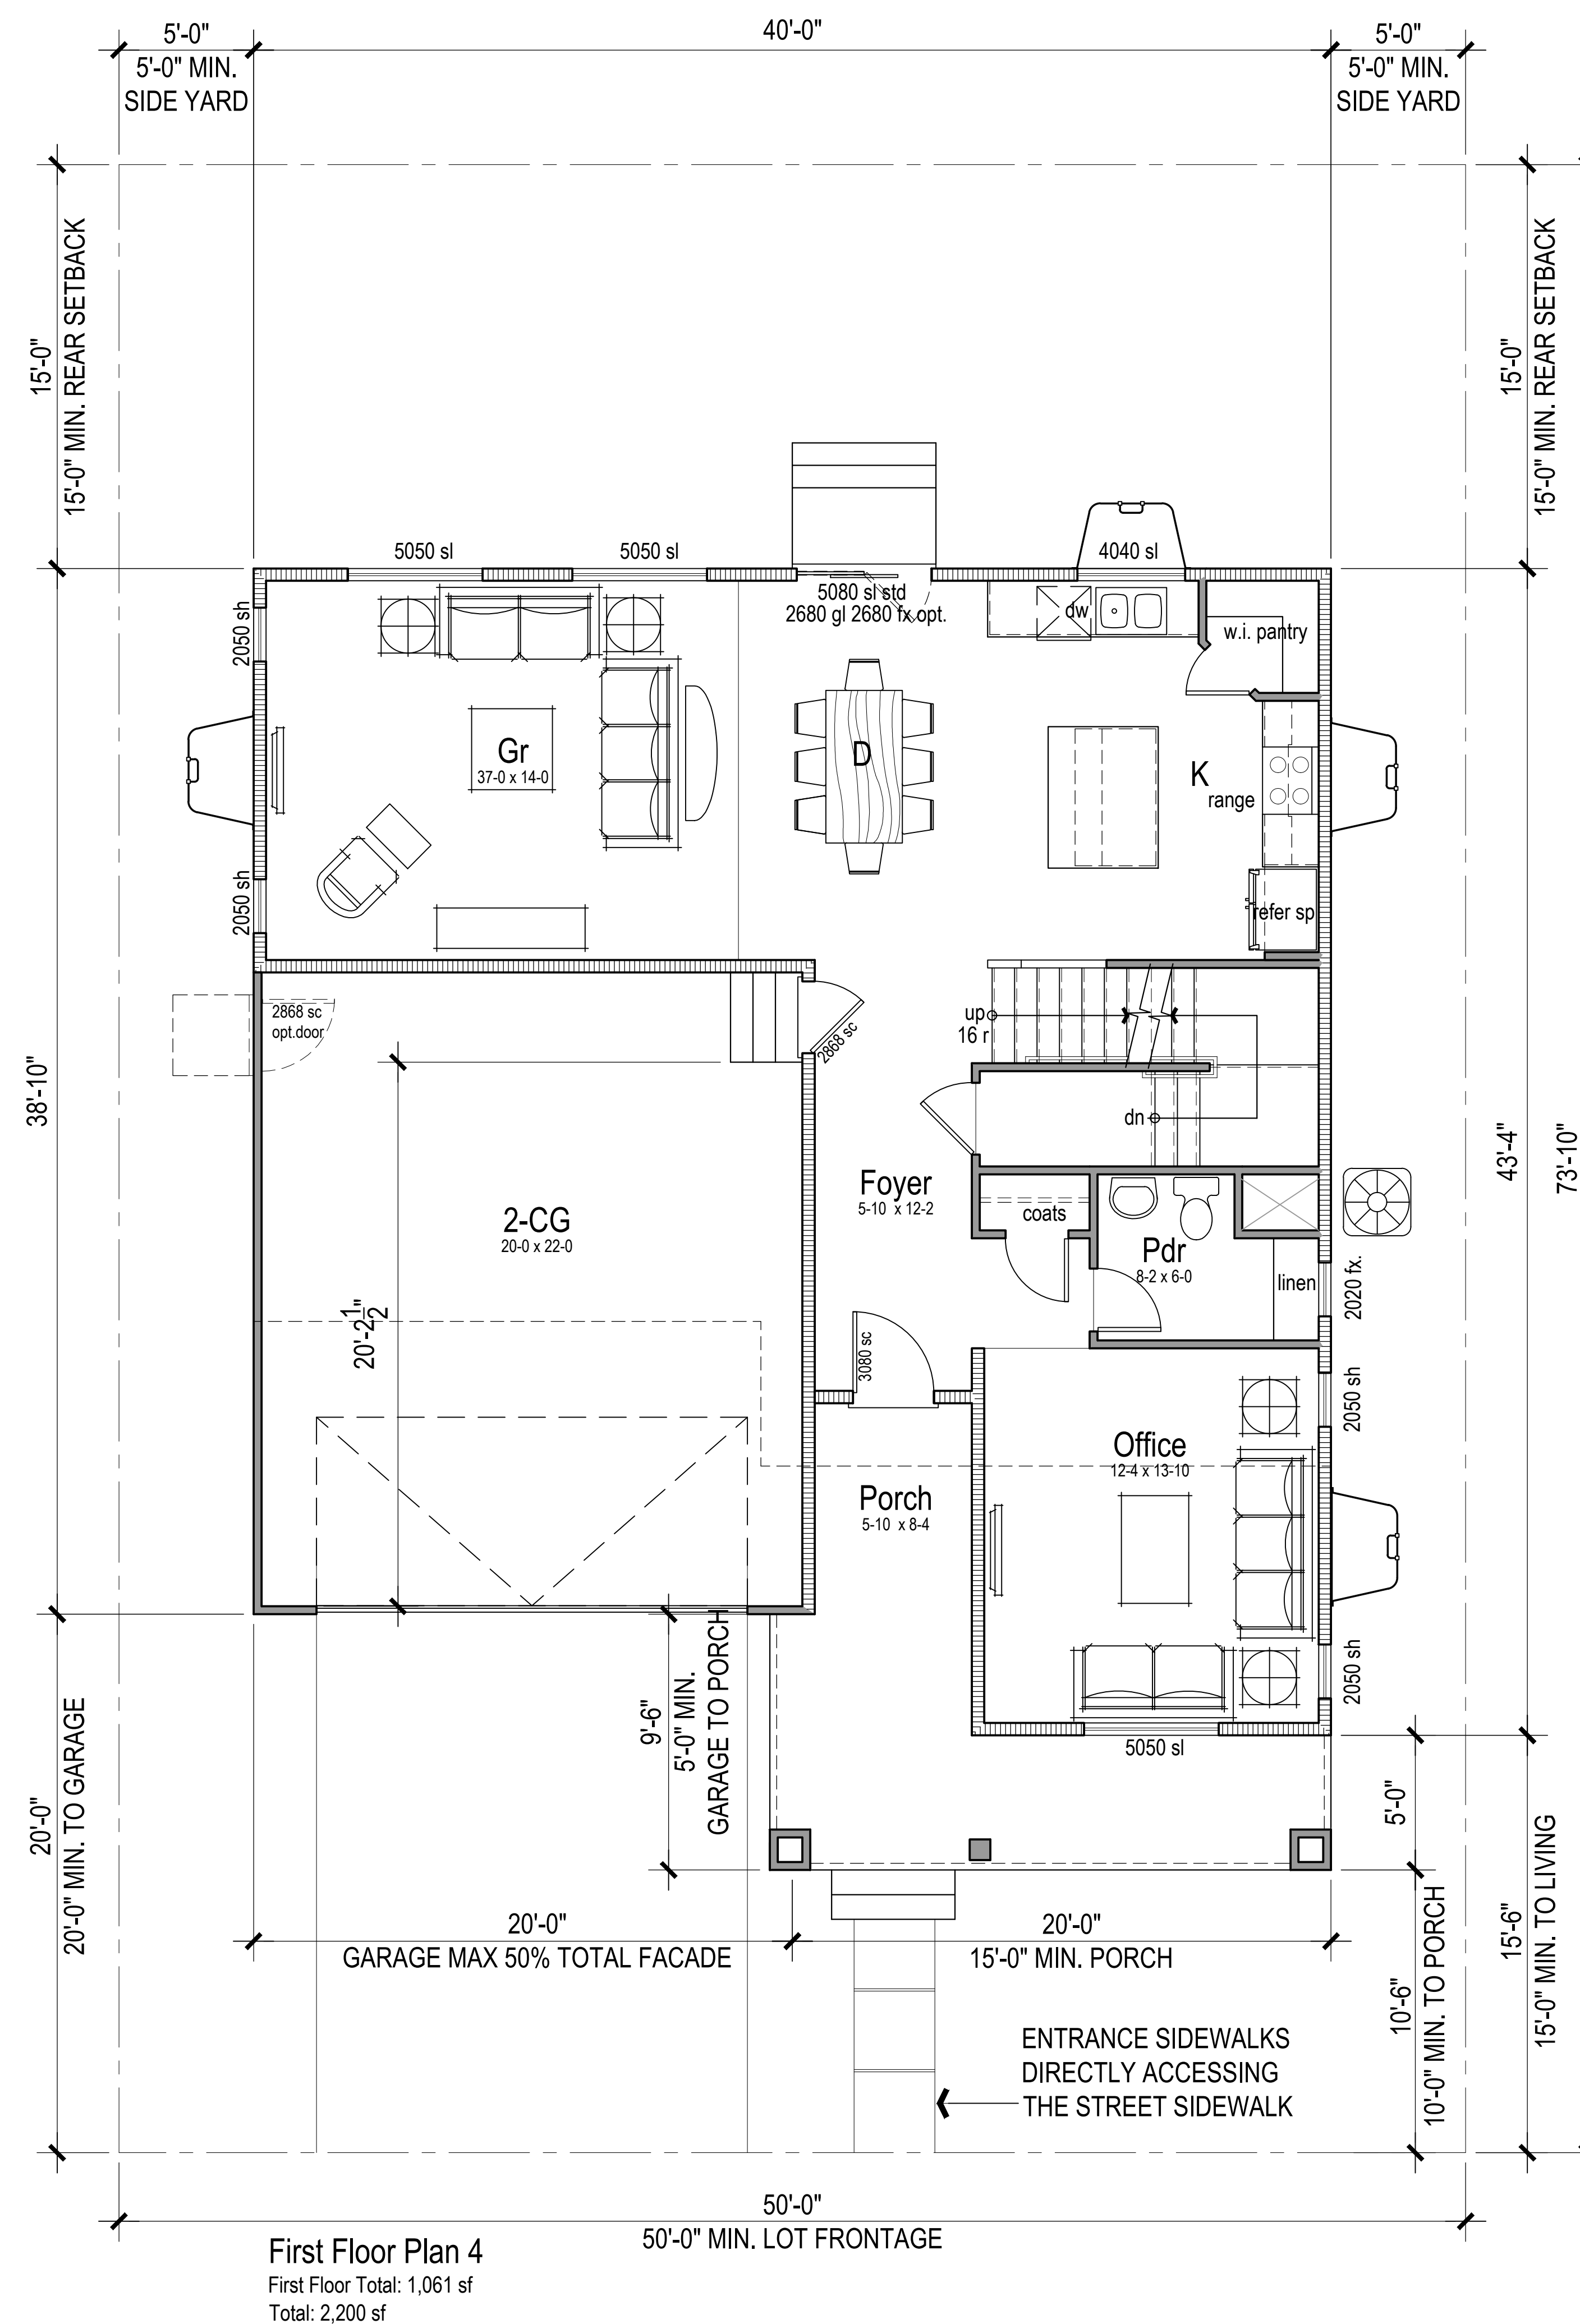 5'-0"
40'-0"
5'-0"
5'-0" MIN.
SIDE YARD
5'-0" MIN.
SIDE YARD
15'-0"
15'-0" MIN. REAR SETBACK
15'-0"
15'-0" MIN. REAR SETBACK
5050 sl
5050 sl
4040 sl
5080 sl std
2680 gl 2680 fx opt.
dw
w.i. pantry
2050 sh
Gr
37-0 x 14-0
D
K
range
2050 sh
refer sp
2868 sc
opt.door
2868 sc
up
16 r
dn
38'-10"
43'-4"
73'-10"
Foyer
5-10 x 12-2
coats
2-CG
20-0 x 22-0
Pdr
8-2 x 6-0
linen
2020 fx.
20'-2 1/2"
3080 sc
2050 sh
Office
12-4 x 13-10
Porch
5-10 x 8-4
9'-6"
5'-0" MIN.
GARAGE TO PORCH
2050 sh
5050 sl
20'-0"
20'-0" MIN. TO GARAGE
5'-0"
15'-6"
15'-0" MIN. TO LIVING
10'-6"
10'-0" MIN. TO PORCH
20'-0"
GARAGE MAX 50% TOTAL FACADE
20'-0"
15'-0" MIN. PORCH
ENTRANCE SIDEWALKS
DIRECTLY ACCESSING
THE STREET SIDEWALK
50'-0"
50'-0" MIN. LOT FRONTAGE
First Floor Plan 4
First Floor Total: 1,061 sf
Total: 2,200 sf